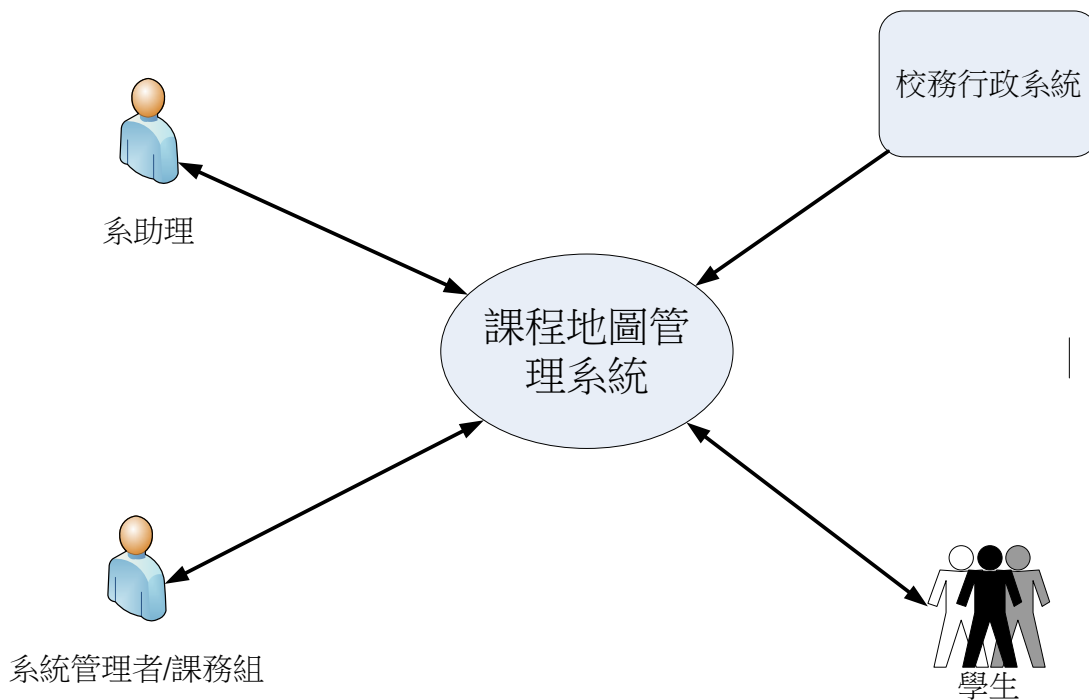 校務行政系統
系助理
課程地圖管
理系統
系統管理者/課務組
學生